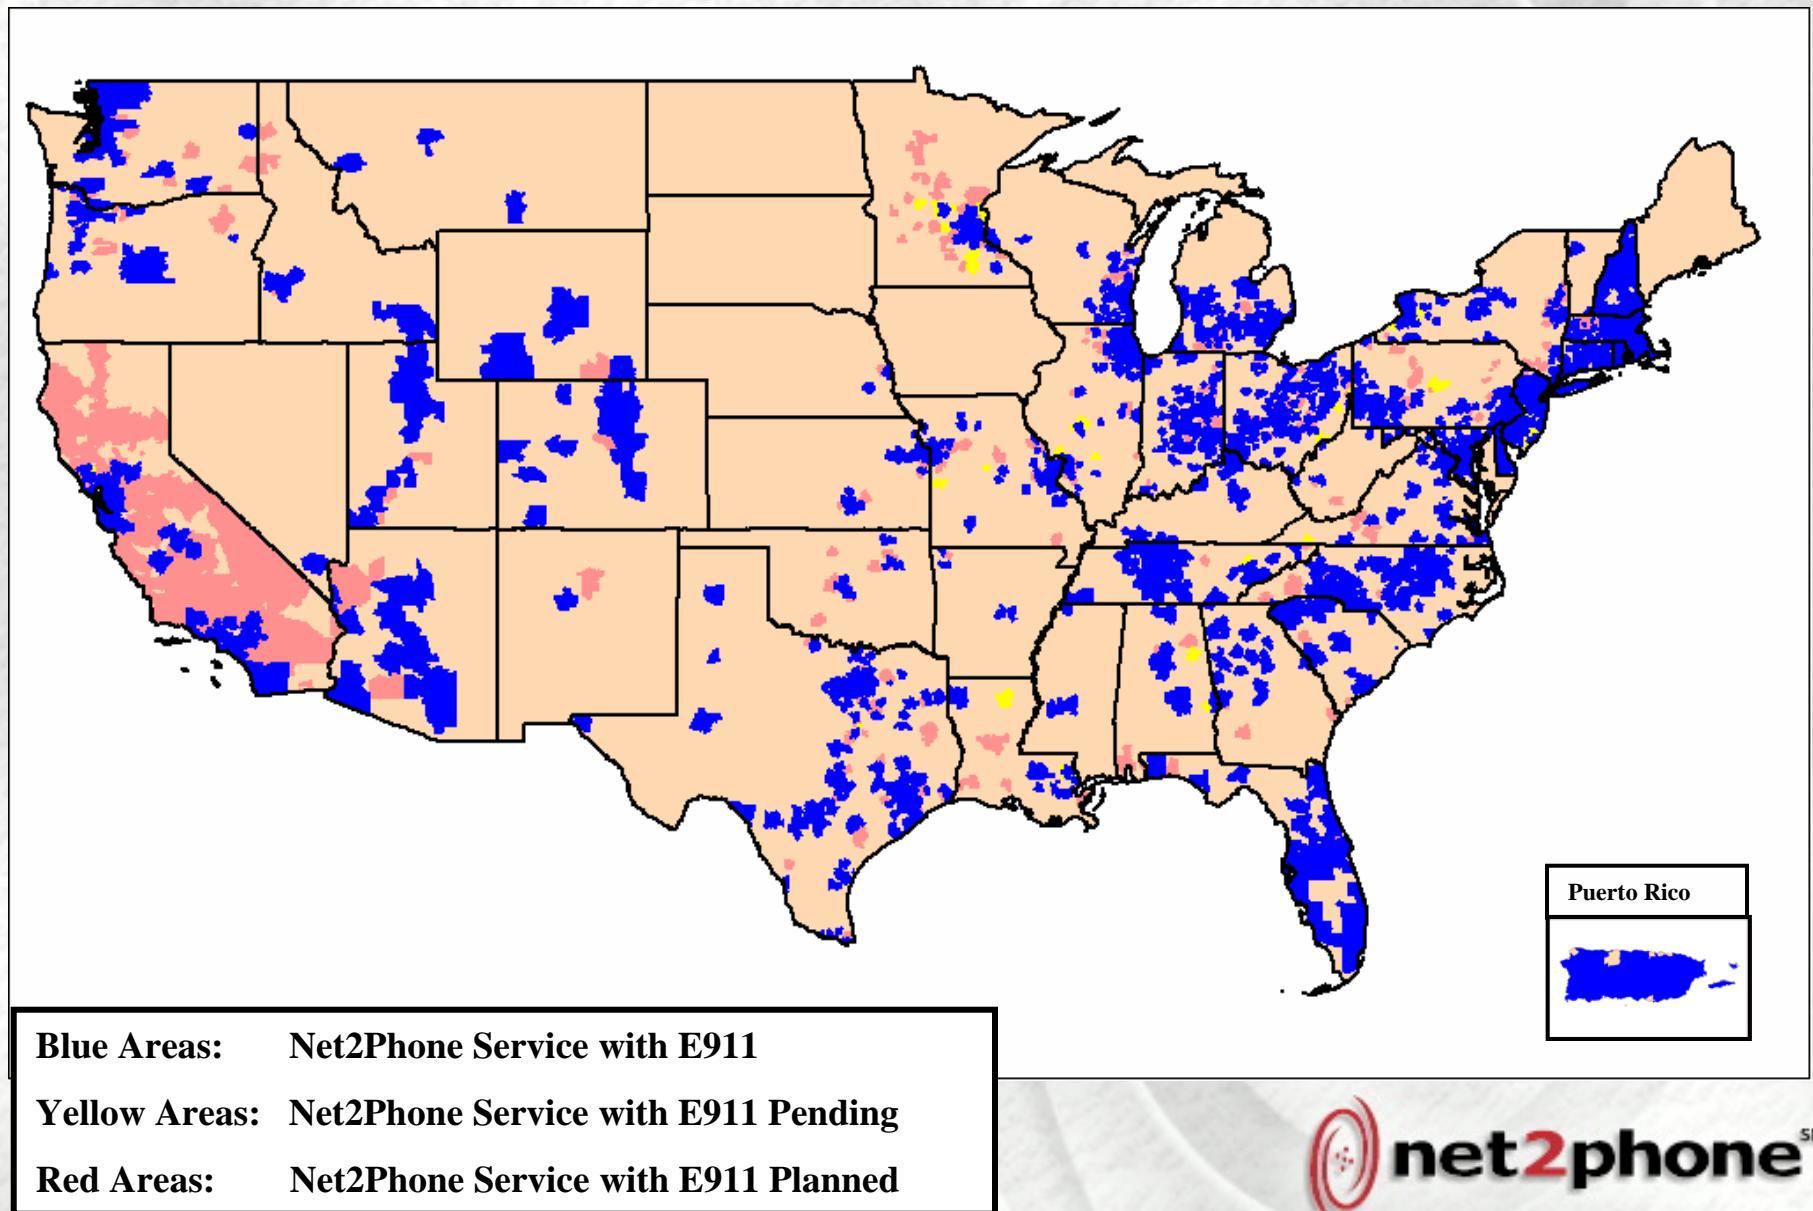 Puerto Rico
Blue Areas: Net2Phone Service with E911
Yellow Areas: Net2Phone Service with E911 Pending
Red Areas: Net2Phone Service with E911 Planned
net2phone